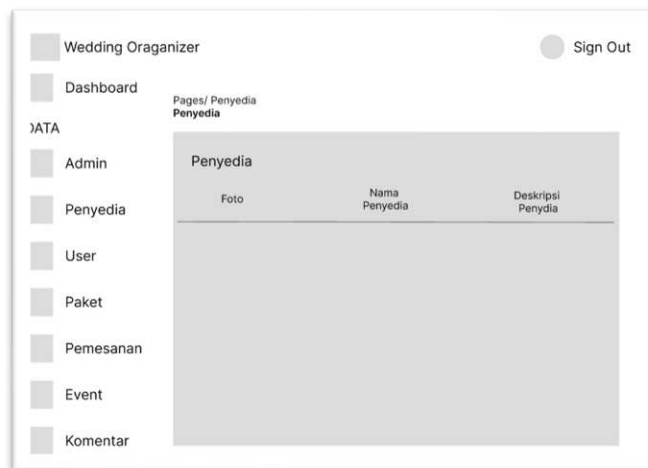 Wedding Oraganizer
Sign Out
Dashboard
Pages/ Penyedia
Penyedia
DATA
Admin
Penyedia
User
Paket
Pemesanan
Event
Komentar
Penyedia
Foto
Nama
Penyedia
Deskripsi
Penydia